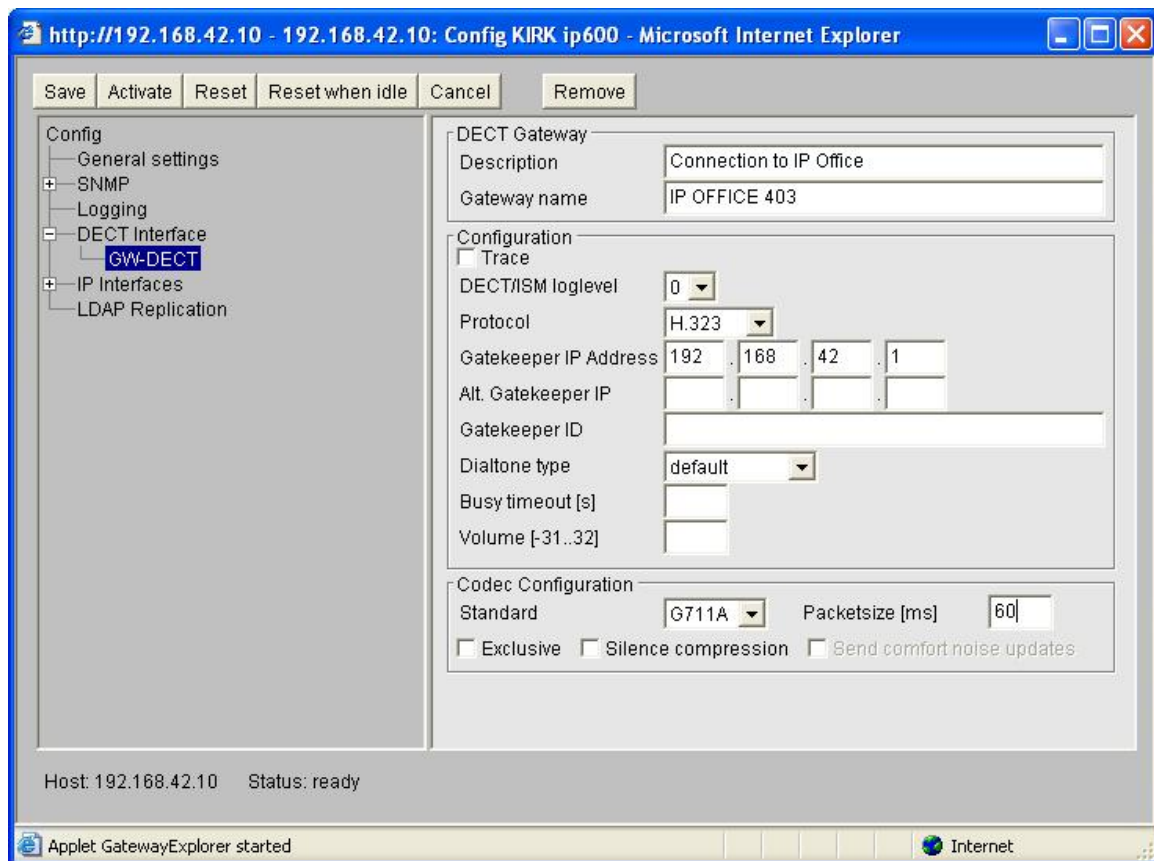 http://192.168.42.10 - 192.168.42.10: Config KIRK ip600 - Microsoft Internet Explorer
Save Activate Reset Reset when idle Cancel Remove
Config
General settings
SNMP
Logging
DECT Interface
GW-DECT
IP Interfaces
LDAP Replication
DECT Gateway
Description Connection to IP Office
Gateway name IP OFFICE 403
Configuration
Trace
DECT/ISM loglevel 0
Protocol H.323
Gatekeeper IP Address 192 . 168 . 42 . 1
Alt. Gatekeeper IP . . .
Gatekeeper ID
Dialtone type default
Busy timeout [s]
Volume [-31..32]
Codec Configuration
Standard G711A Packetsize [ms] 60
Exclusive Silence compression Send comfort noise updates
Host: 192.168.42.10 Status: ready
Applet GatewayExplorer started Internet